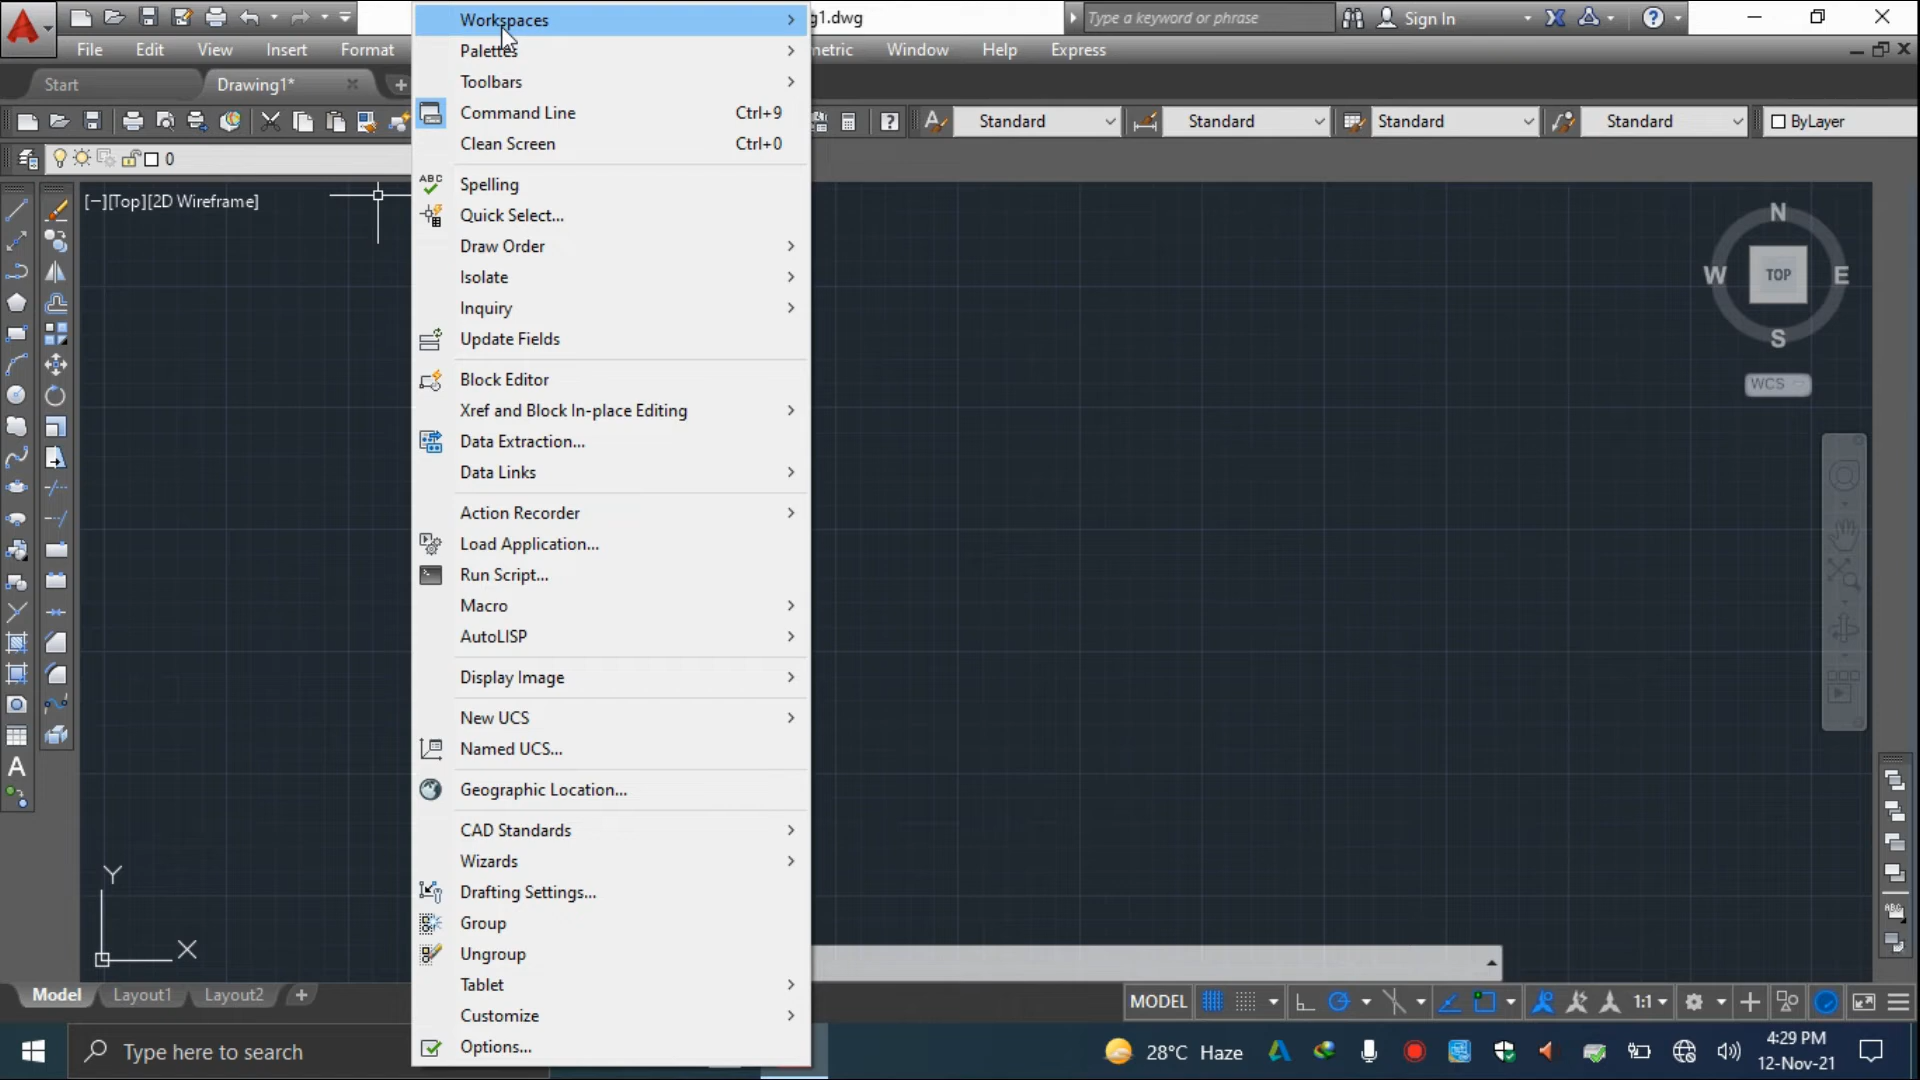 g1.dwg
Type a keyword or phrase
Sign In
File Edit View Insert Format
etric Window Help Express
Start
Drawing1*
Standard
Standard
Standard
Standard
ByLayer
0
[−][Top][2D Wireframe]
Workspaces
Palettes
Toolbars
Command Line Ctrl+9
Clean Screen Ctrl+0
ABC
Spelling
Quick Select...
Draw Order
Isolate
Inquiry
Update Fields
Block Editor
Xref and Block In-place Editing
Data Extraction...
Data Links
Action Recorder
Load Application...
Run Script...
Macro
AutoLISP
Display Image
New UCS
Named UCS...
Geographic Location...
CAD Standards
Wizards
Drafting Settings...
Group
Ungroup
Tablet
Customize
Options...
N
W TOP E
S
WCS
A
ABC
Y
X
Model Layout1 Layout2 +
MODEL
1:1
Type here to search
28°C Haze
4:29 PM
12-Nov-21